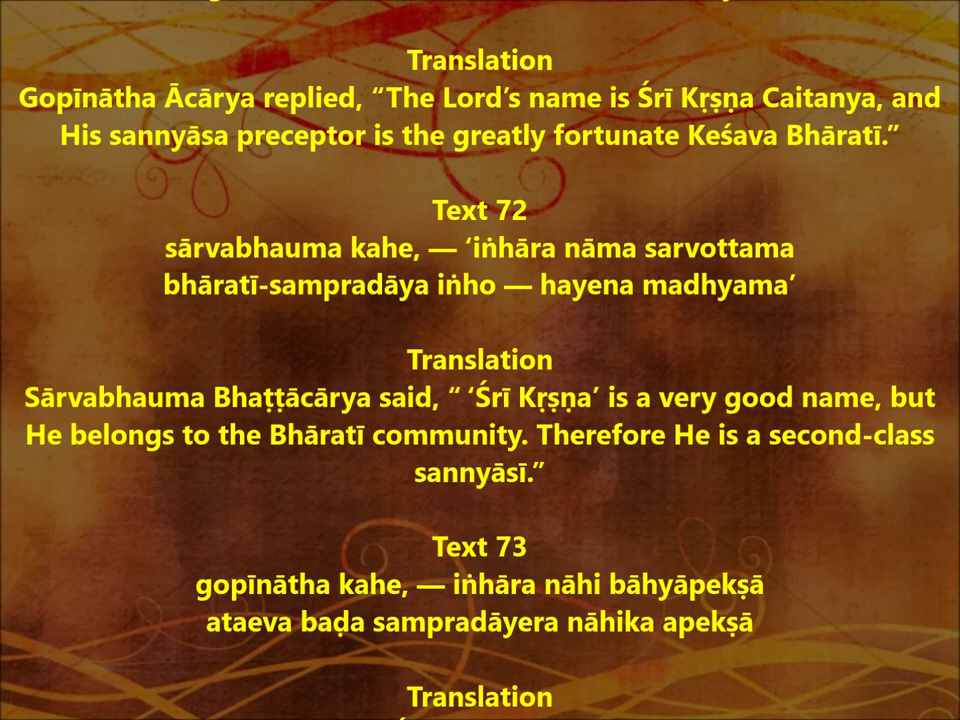 Translation
Gopīnātha Ācārya replied, “The Lord’s name is Śrī Kṛṣṇa Caitanya, and
His sannyāsa preceptor is the greatly fortunate Keśava Bhāratī.”
Text 72
sārvabhauma kahe, — ‘iṅhāra nāma sarvottama
bhāratī-sampradāya iṅho — hayena madhyama’
Translation
Sārvabhauma Bhaṭṭācārya said, “ ‘Śrī Kṛṣṇa’ is a very good name, but
He belongs to the Bhāratī community. Therefore He is a second-class
sannyāsī.”
Text 73
gopīnātha kahe, — iṅhāra nāhi bāhyāpekṣā
ataeva baḍa sampradāyera nāhika apekṣā
Translation